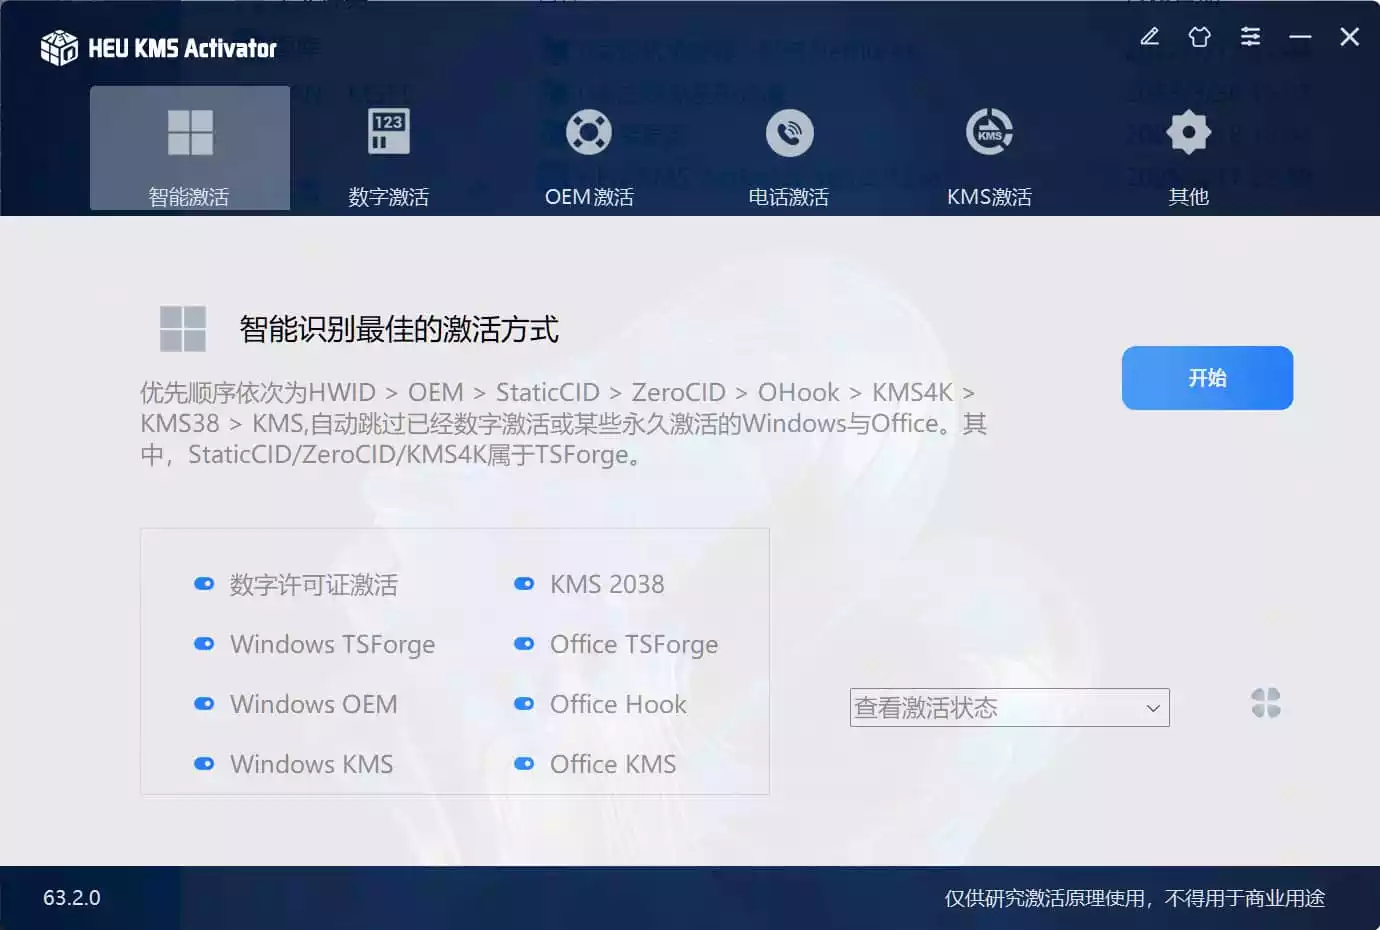 HEU KMS Activator
智能激活
123
数字激活
OEM激活
电话激活
KMS
KMS激活
其他
智能识别最佳的激活方式
优先顺序依次为HWID > OEM > StaticCID > ZeroCID > OHook > KMS4K >
KMS38 > KMS,自动跳过已经数字激活或某些永久激活的Windows与Office。其
中，StaticCID/ZeroCID/KMS4K属于TSForge。
开始
数字许可证激活
KMS 2038
Windows TSForge
Office TSForge
Windows OEM
Office Hook
Windows KMS
Office KMS
查看激活状态
63.2.0
仅供研究激活原理使用，不得用于商业用途